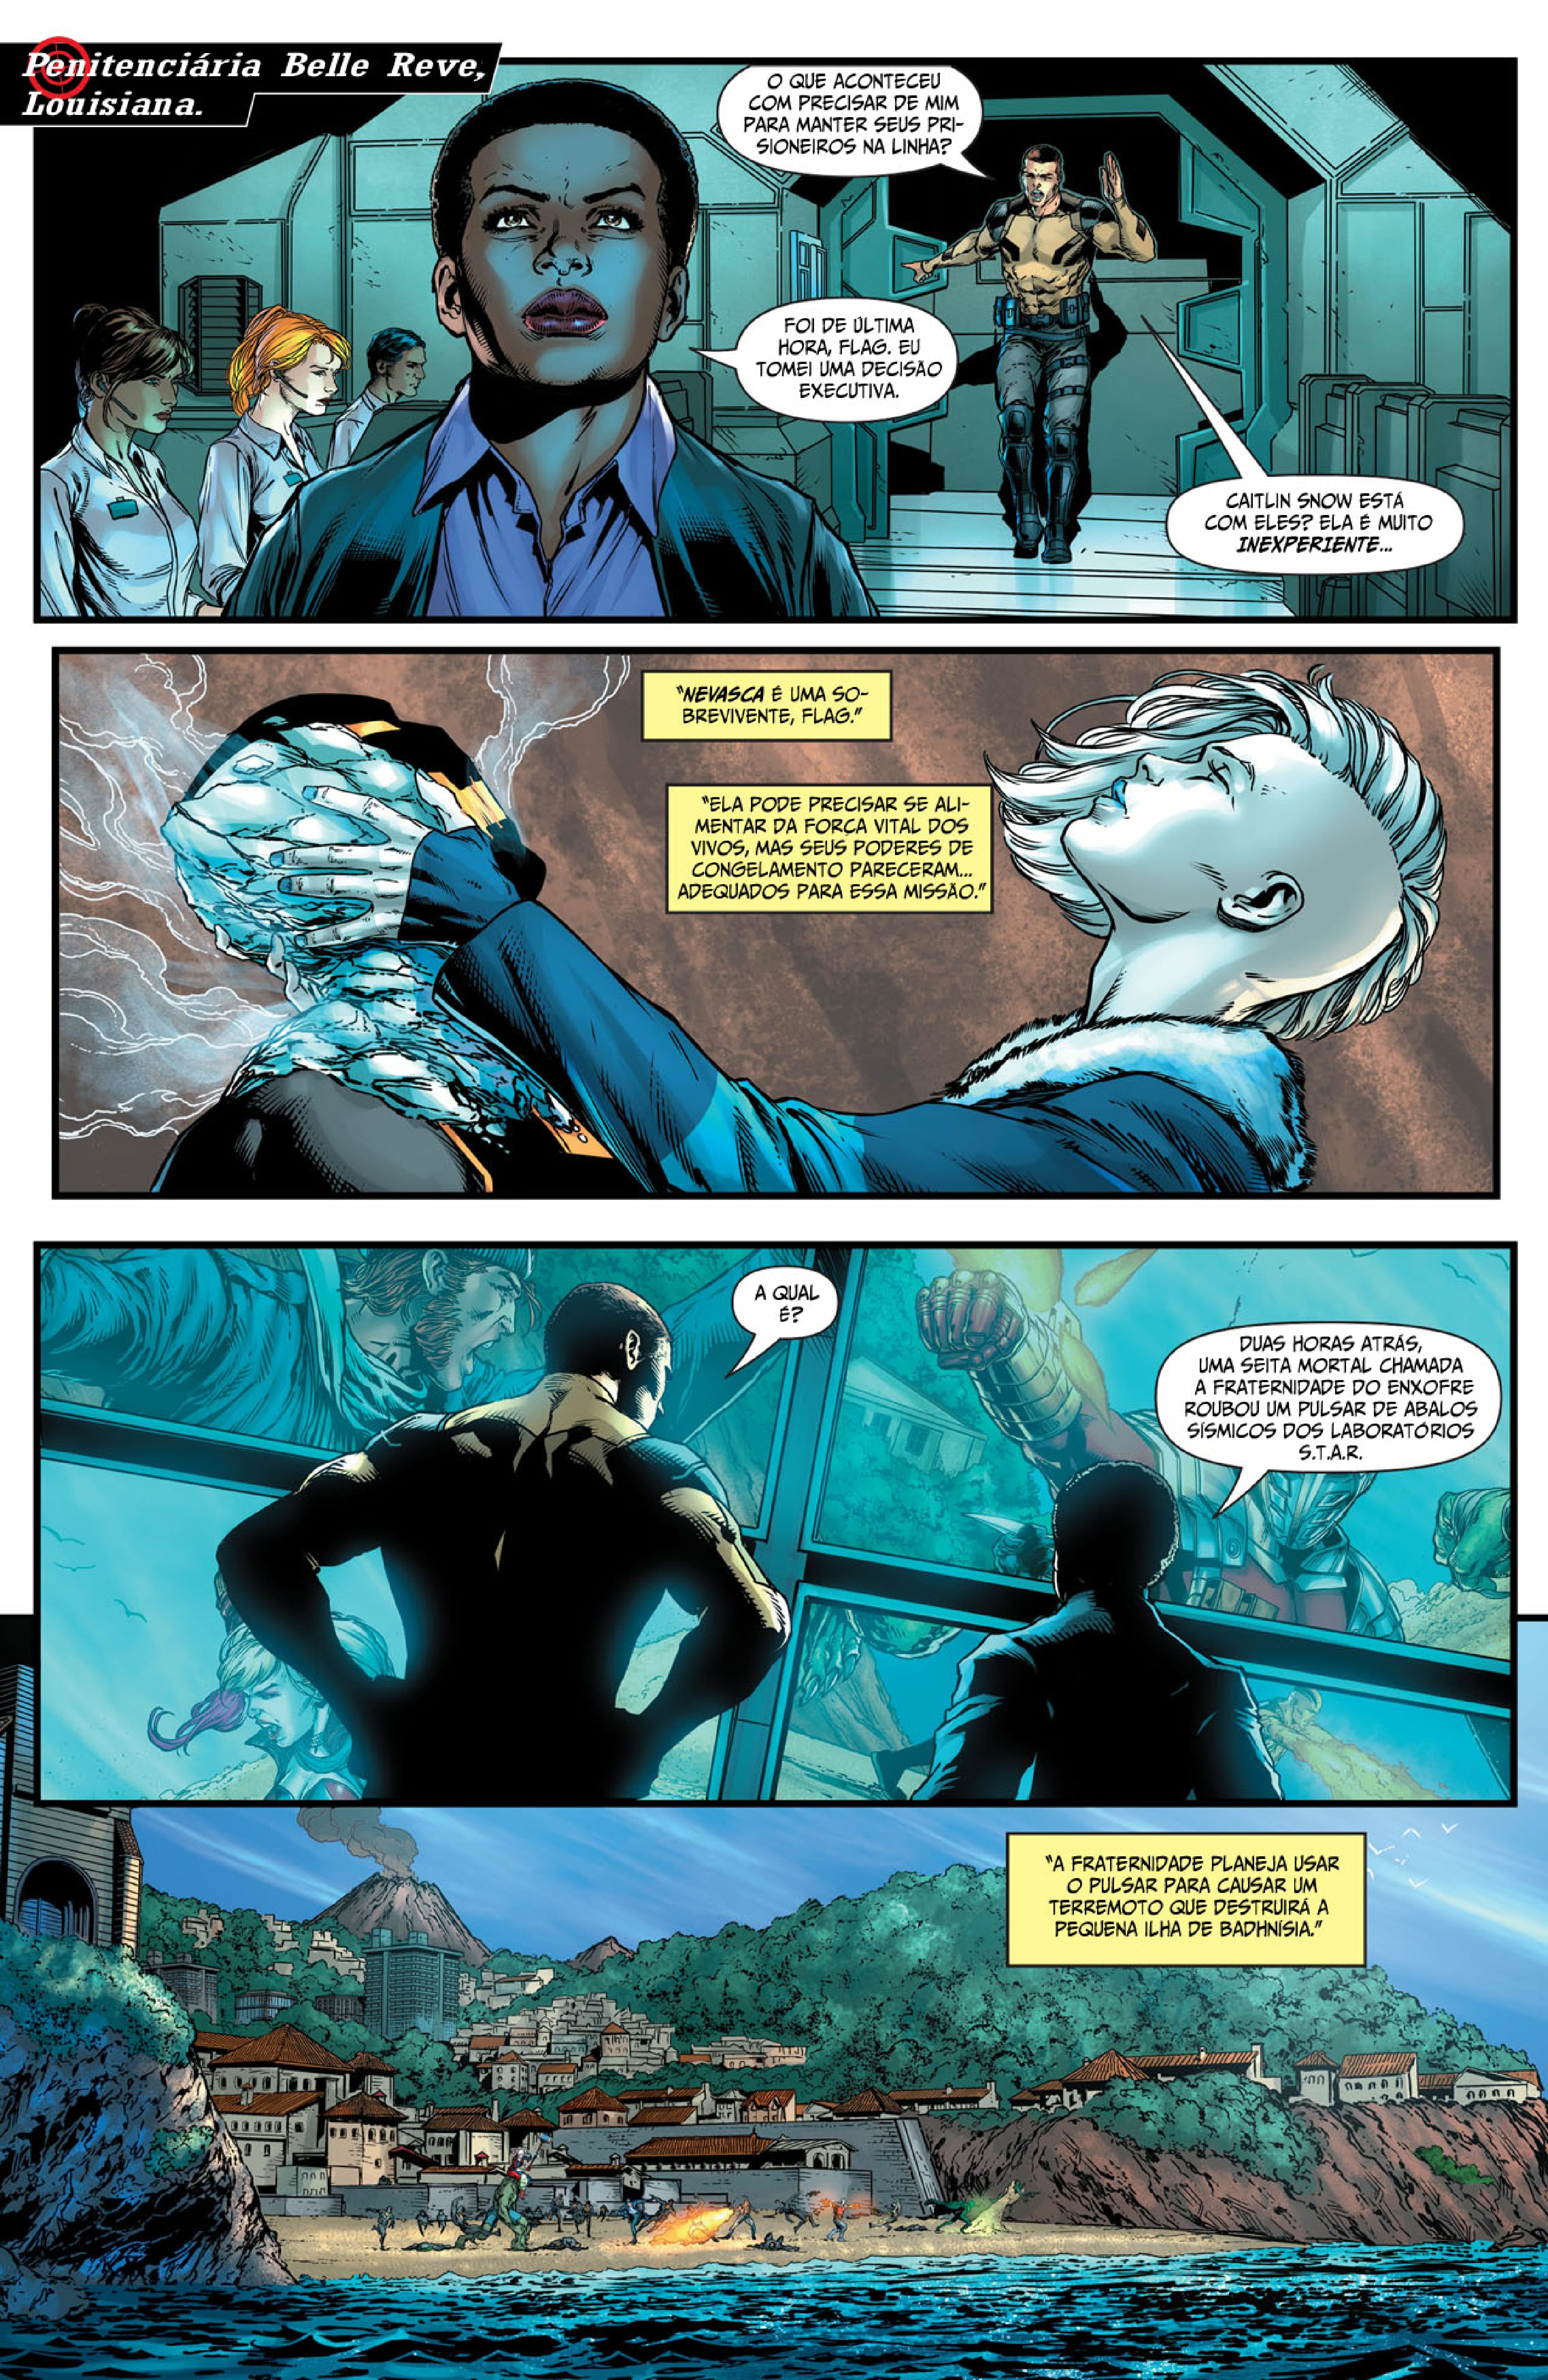 Penitenciária Belle Reve,
Louisiana.
O QUE ACONTECEU
COM PRECISAR DE MIM
PARA MANTER SEUS PRI-
SIONEIROS NA LINHA?
FOI DE ÚLTIMA
HORA, FLAG. EU
TOMEI UMA DECISÃO
EXECUTIVA.
CAITLIN SNOW ESTÁ
COM ELES? ELA É MUITO
INEXPERIENTE...
"NEVASCA É UMA SO-
BREVIVENTE, FLAG."
"ELA PODE PRECISAR SE ALI-
MENTAR DA FORÇA VITAL DOS
VIVOS, MAS SEUS PODERES DE
CONGELAMENTO PARECERAM...
ADEQUADOS PARA ESSA MISSÃO."
A QUAL
É?
DUAS HORAS ATRÁS,
UMA SEITA MORTAL CHAMADA
A FRATERNIDADE DO ENXOFRE
ROUBOU UM PULSAR DE ABALOS
SÍSMICOS DOS LABORATÓRIOS
S.T.A.R.
"A FRATERNIDADE PLANEJA USAR
O PULSAR PARA CAUSAR UM
TERREMOTO QUE DESTRUIRÁ A
PEQUENA ILHA DE BADHNÍSIA."